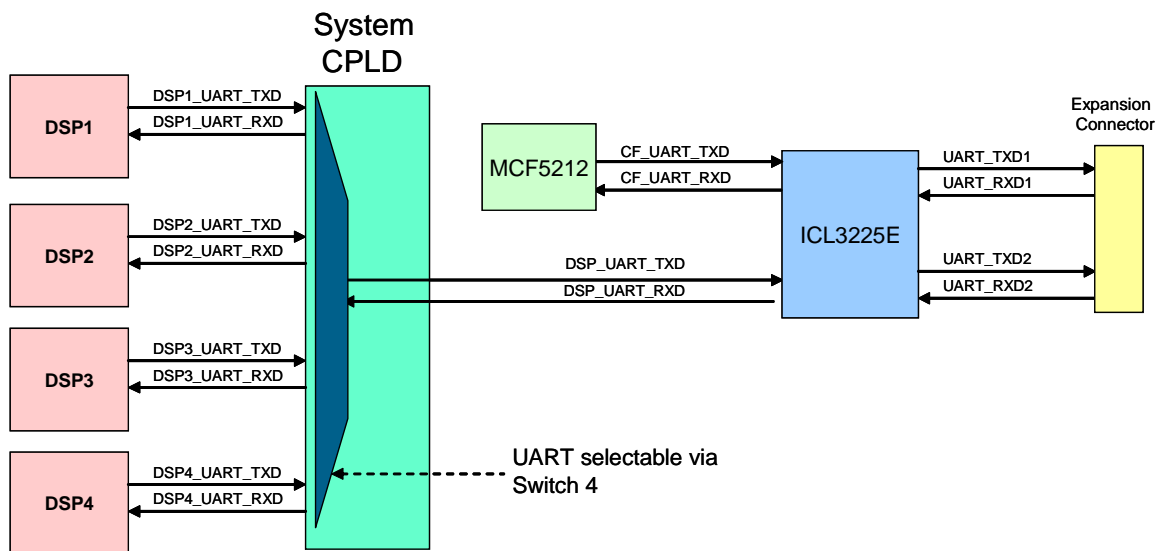 System
CPLD
DSP1
DSP1_UART_TXD
DSP1_UART_RXD
DSP2
DSP2_UART_TXD
DSP2_UART_RXD
DSP3
DSP3_UART_TXD
DSP3_UART_RXD
DSP4
DSP4_UART_TXD
DSP4_UART_RXD
MCF5212
CF_UART_TXD
CF_UART_RXD
DSP_UART_TXD
DSP_UART_RXD
ICL3225E
UART_TXD1
UART_RXD1
UART_TXD2
UART_RXD2
Expansion
Connector
UART selectable via
Switch 4